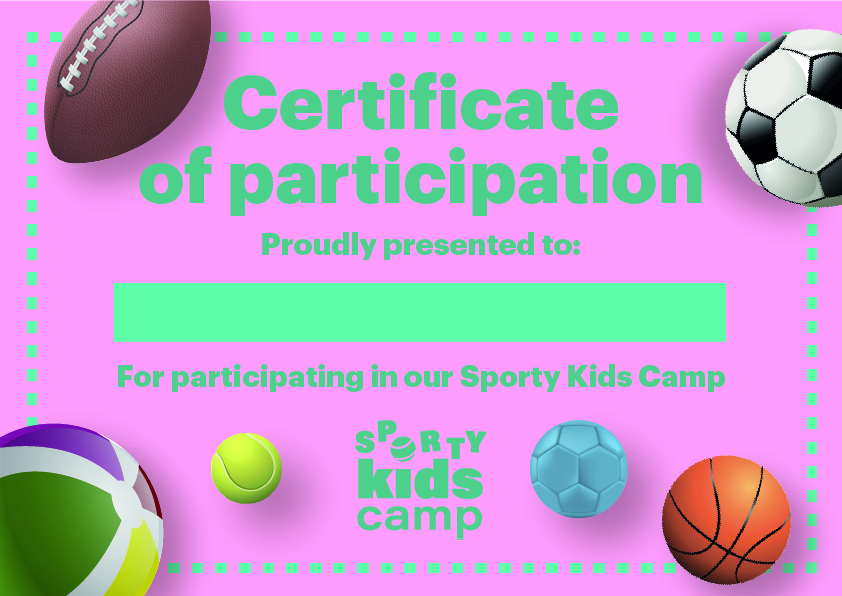 Certificate
of participation
Proudly presented to:
For participating in our Sporty Kids Camp
SPORTY
kids
camp